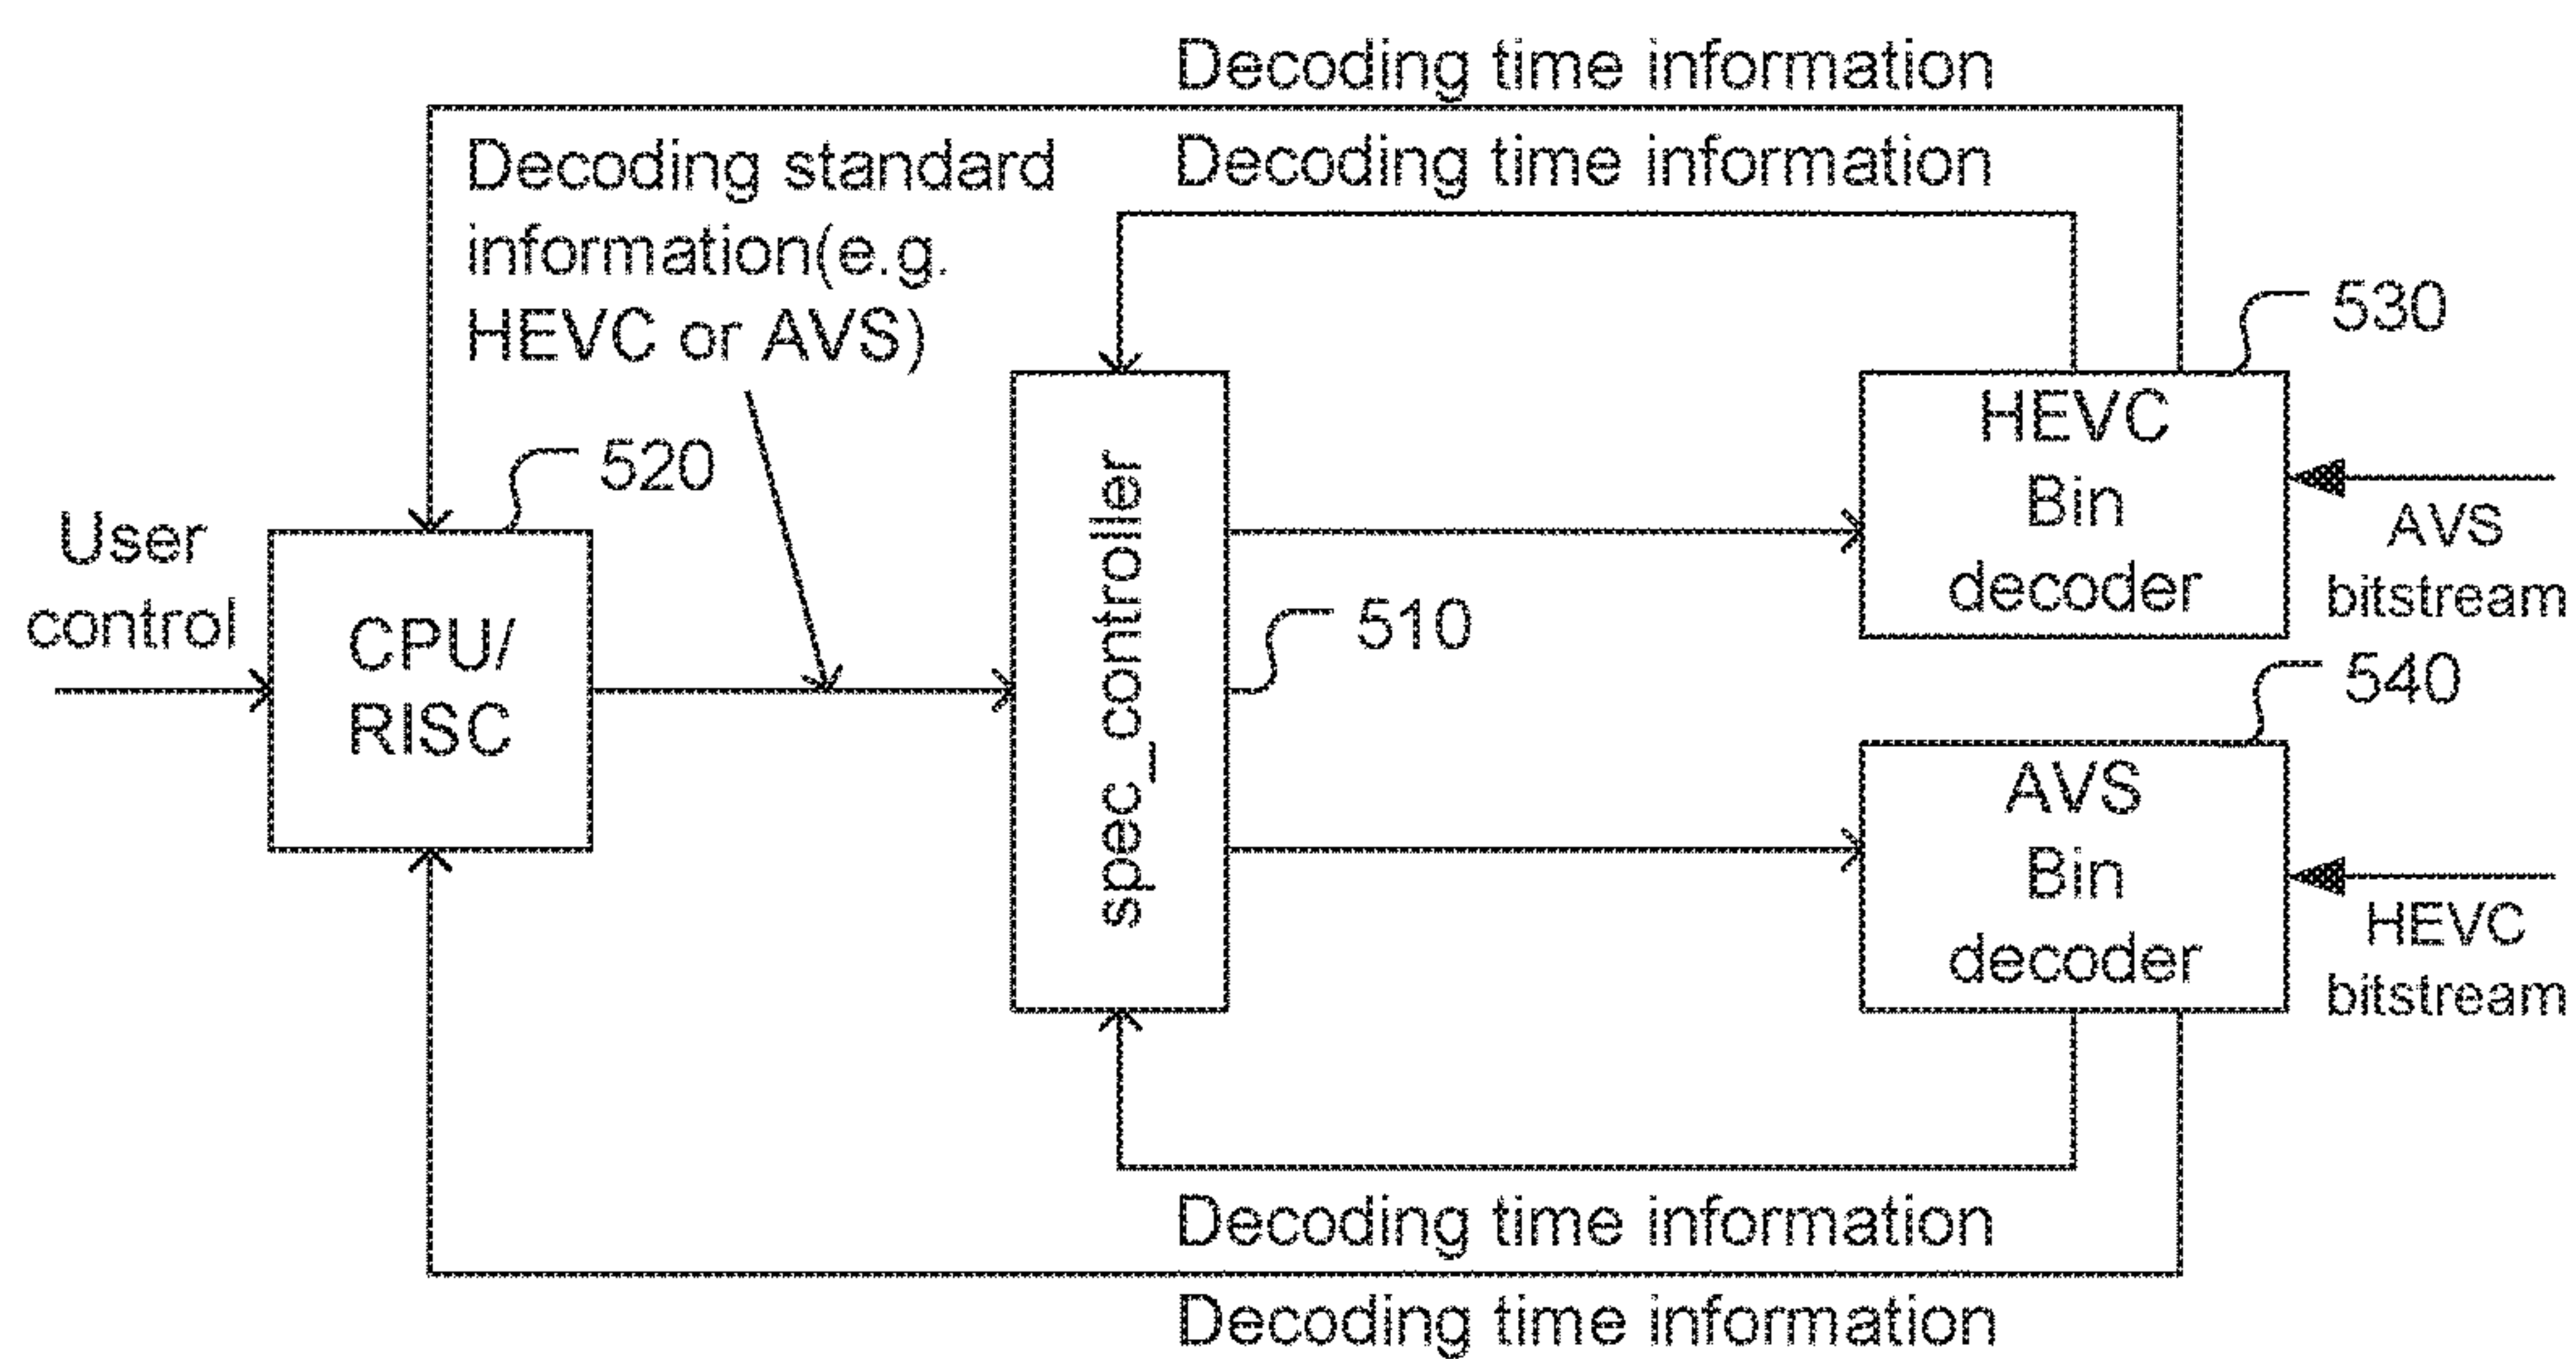 Decoding time information
Decoding time information
Decoding standard
information(e.g.
HEVC or AVS)
530
520
User
control
CPU/
RISC
spec_controller
510
HEVC
Bin
decoder
AVS
bitstream
540
AVS
Bin
decoder
HEVC
bitstream
Decoding time information
Decoding time information